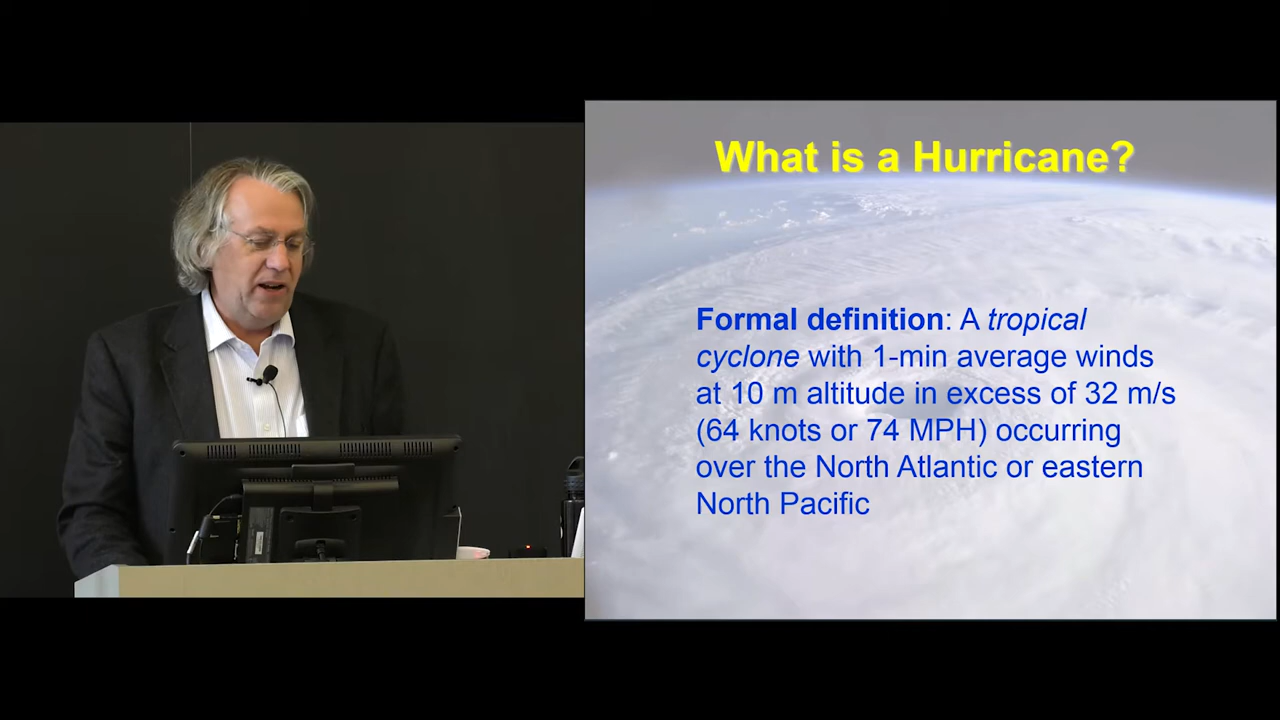 What is a Hurricane?
Formal definition: A tropical
cyclone with 1-min average winds
at 10 m altitude in excess of 32 m/s
(64 knots or 74 MPH) occurring
over the North Atlantic or eastern
North Pacific